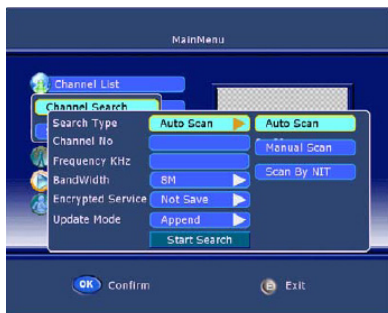 MainMenu
Channel List
Channel Search
Search Type Auto Scan Auto Scan
Channel No
Manual Scan
Frequency KHz
Scan By NIT
BandWidth 8M
Encrypted Service Not Save
Update Mode Append
Start Search
OK Confirm
Exit